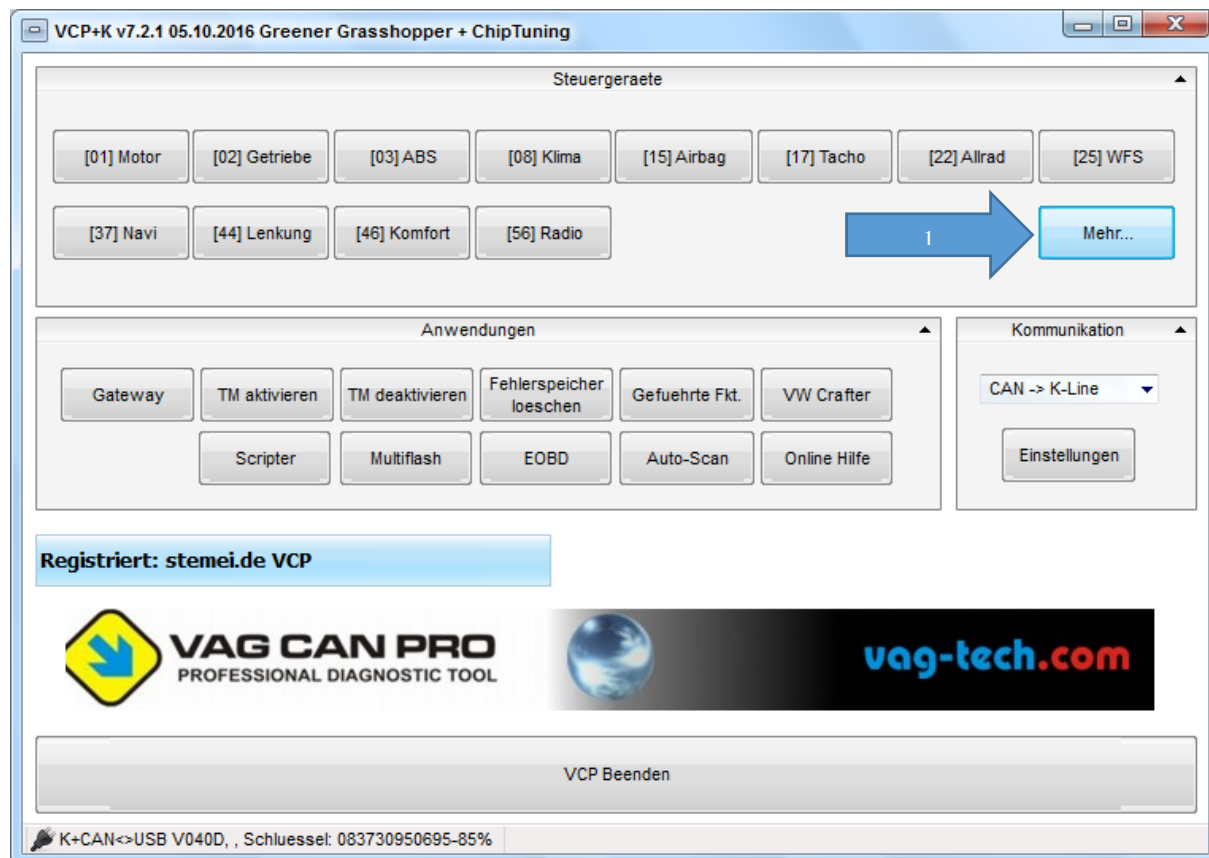 VCP+K v7.2.1 05.10.2016 Greener Grasshopper + ChipTuning
Steuergeraete
[01] Motor
[02] Getriebe
[03] ABS
[08] Klima
[15] Airbag
[17] Tacho
[22] Allrad
[25] WFS
[37] Navi
[44] Lenkung
[46] Komfort
[56] Radio
1
Mehr...
Anwendungen
Gateway
TM aktivieren
TM deaktivieren
Fehlerspeicher
loeschen
Gefuehrte Fkt.
VW Crafter
Scripter
Multiflash
EOBD
Auto-Scan
Online Hilfe
Kommunikation
CAN -> K-Line
Einstellungen
Registriert: stemei.de VCP
VAG CAN PRO
PROFESSIONAL DIAGNOSTIC TOOL
vag-tech.com
VCP Beenden
K+CAN<>USB V040D, , Schluessel: 083730950695-85%